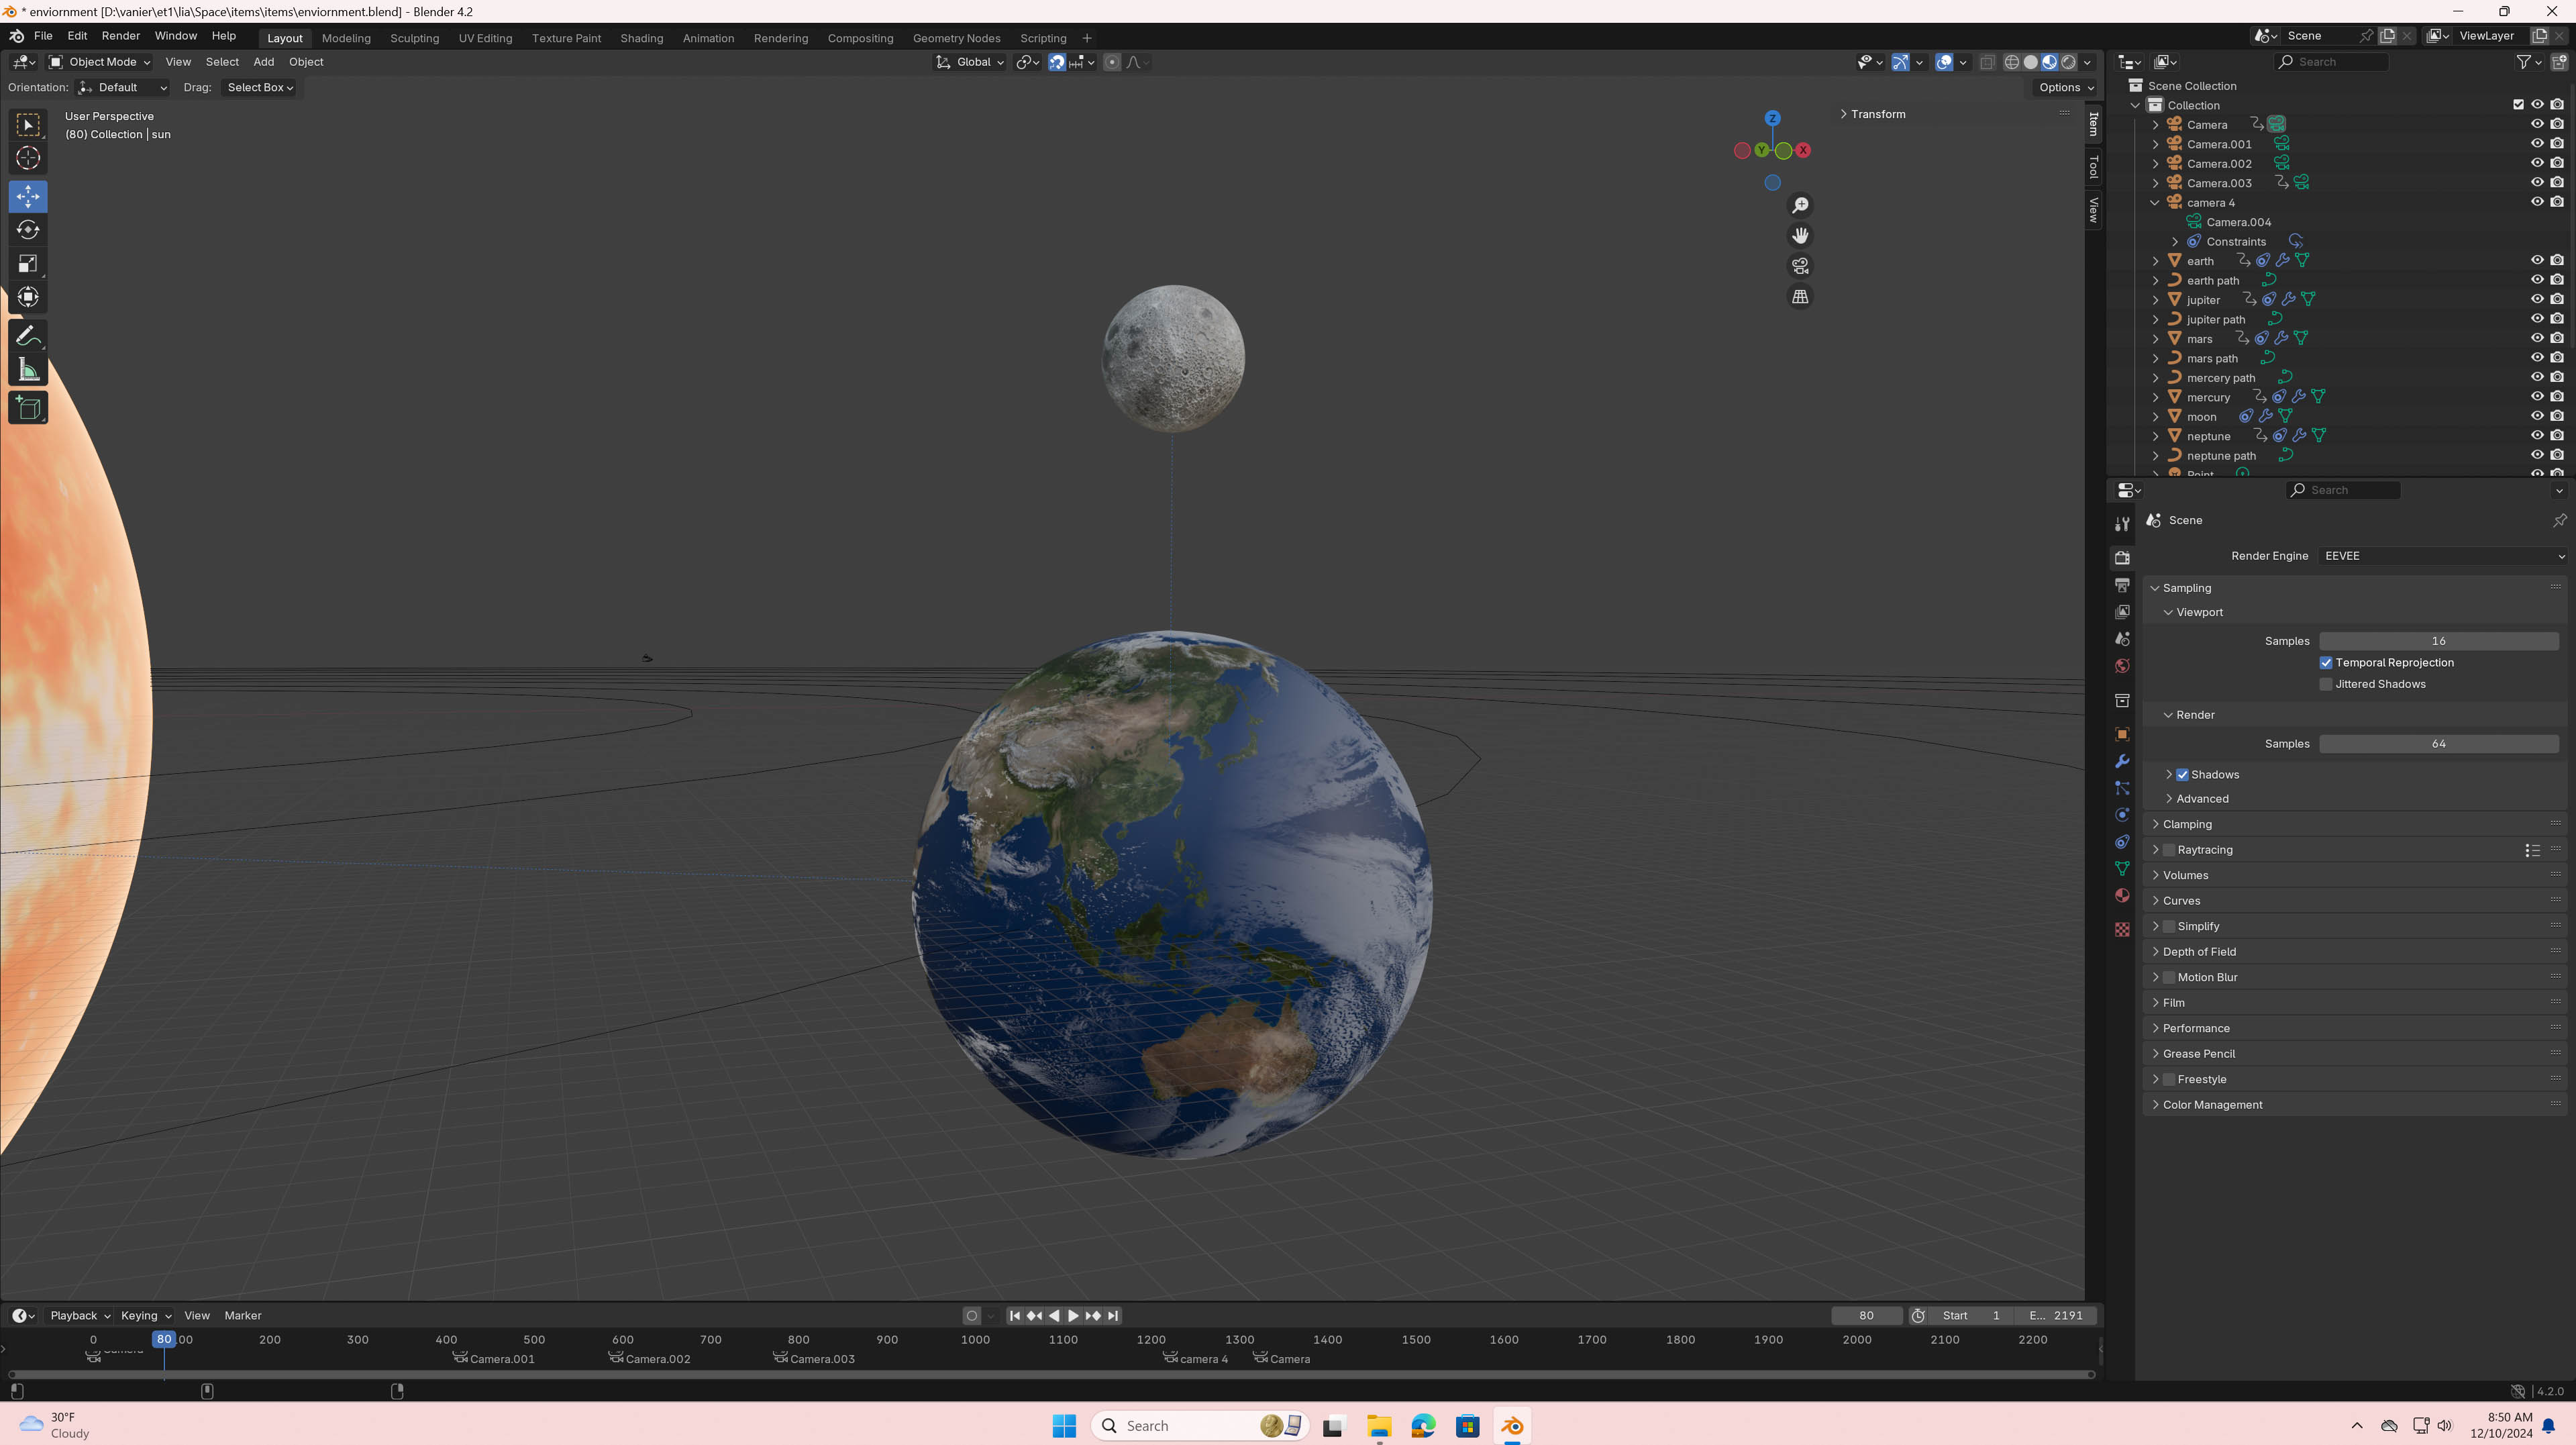 * enviornment [D:\vanier\et1\lia\Space\items\items\enviornment.blend] - Blender 4.2
File Edit Render Window Help Layout Modeling Sculpting UV Editing Texture Paint Shading Animation Rendering Compositing Geometry Nodes Scripting + Scene ViewLayer
Object Mode View Select Add Object Global Search
Orientation: Default Drag: Select Box Options
User Perspective
(80) Collection | sun
Transform
Item
Tool
View
Z
Y
X
Scene Collection
Collection
Camera
Camera.001
Camera.002
Camera.003
camera 4
Camera.004
Constraints
earth
earth path
jupiter
jupiter path
mars
mars path
mercery path
mercury
moon
neptune
neptune path
Point
Search
Scene
Render Engine EEVEE
Sampling
Viewport
Samples 16
Temporal Reprojection
Jittered Shadows
Render
Samples 64
Shadows
Advanced
Clamping
Raytracing
Volumes
Curves
Simplify
Depth of Field
Motion Blur
Film
Performance
Grease Pencil
Freestyle
Color Management
Playback Keying View Marker 80 Start 1 E... 2191
0 80 00 200 300 400 500 600 700 800 900 1000 1100 1200 1300 1400 1500 1600 1700 1800 1900 2000 2100 2200
Camera Camera.001 Camera.002 Camera.003 camera 4 Camera
4.2.0
30°F
Cloudy
Search
8:50 AM
12/10/2024